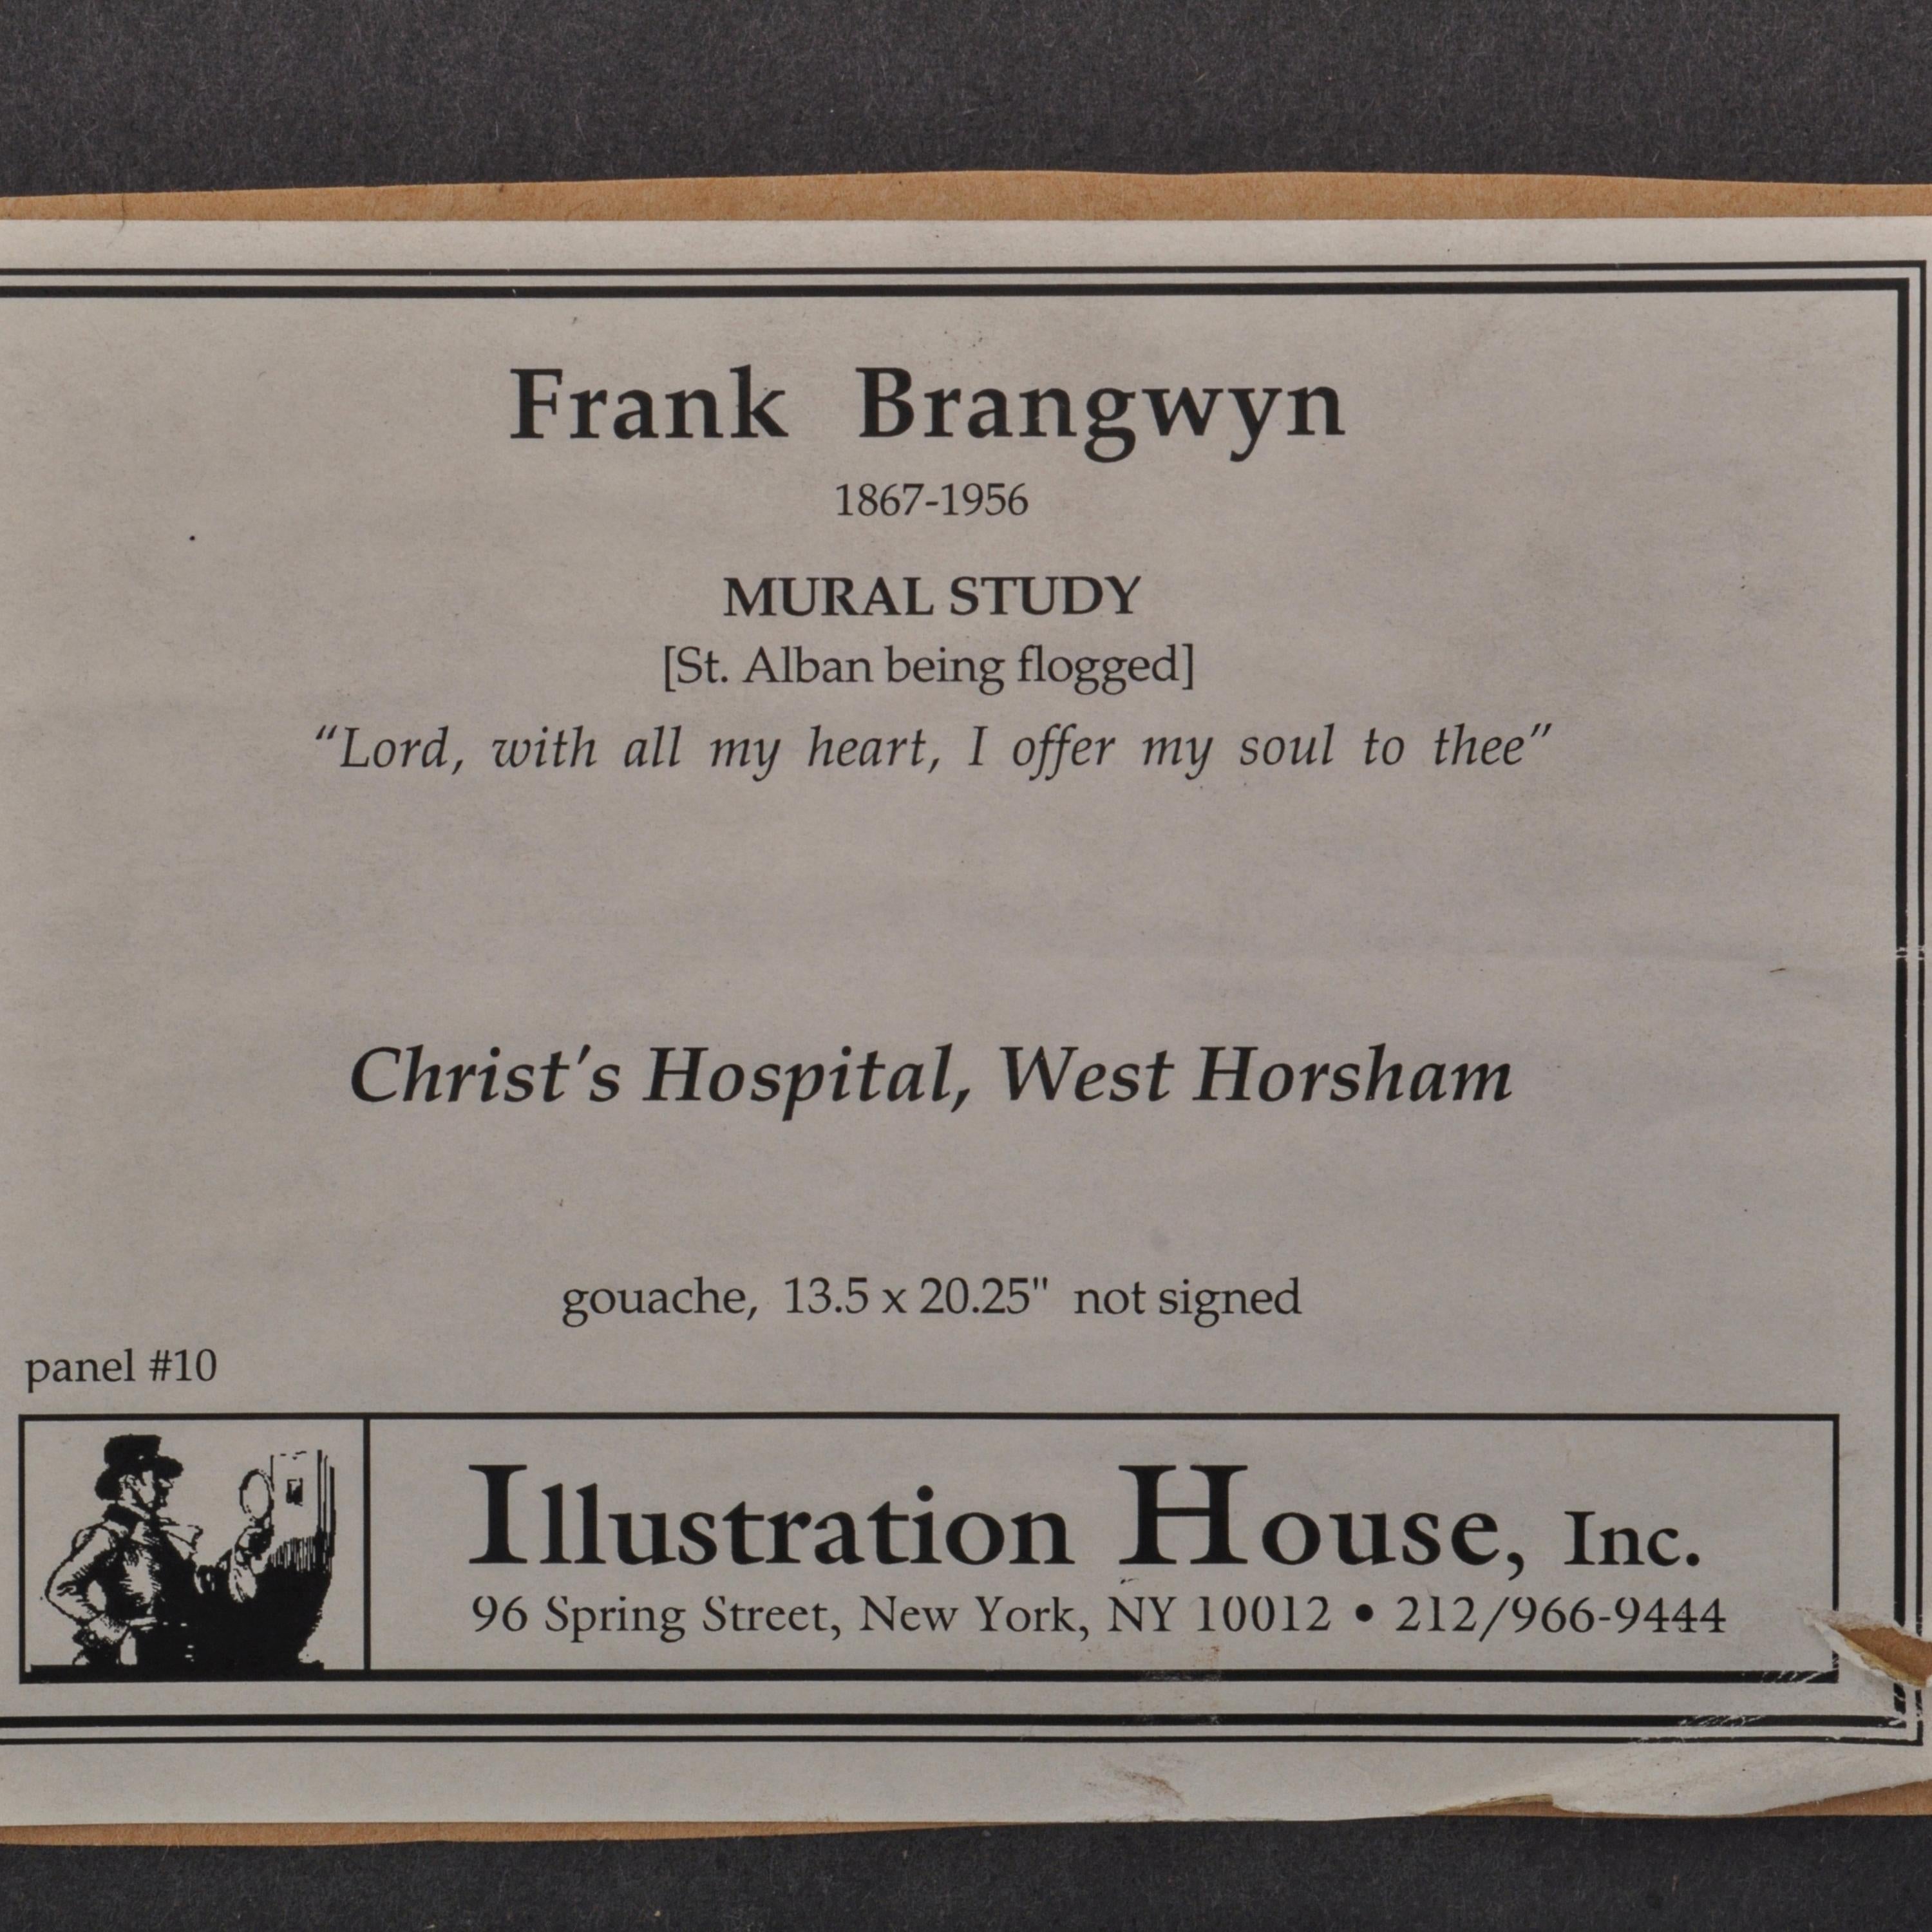 Frank Brangwyn
1867-1956
MURAL STUDY
[St. Alban being flogged]
“Lord, with all my heart, I offer my soul to thee”
Christ's Hospital, West Horsham
gouache, 13.5 x 20.25" not signed
panel #10
Illustration House, Inc.
96 Spring Street, New York, NY 10012 • 212/966-9444